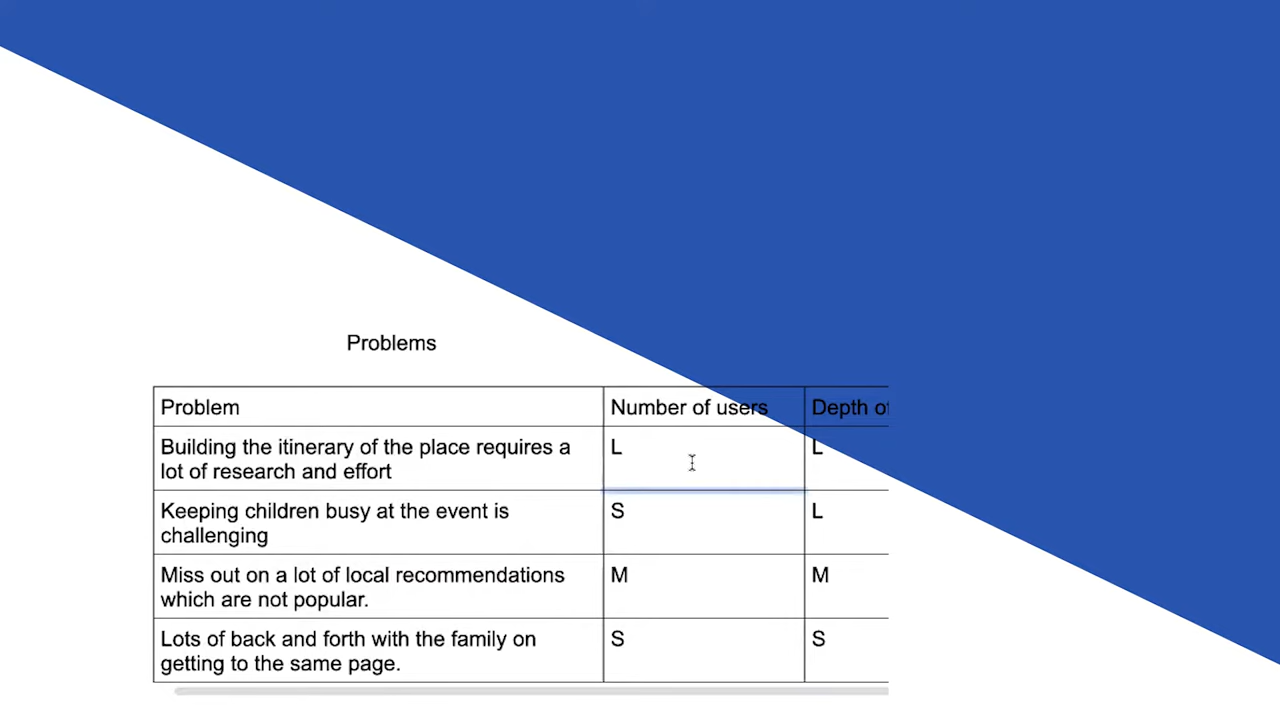 Problems
Problem Number of users Depth of
Building the itinerary of the place requires a L L
lot of research and effort
Keeping children busy at the event is S L
challenging
Miss out on a lot of local recommendations M M
which are not popular.
Lots of back and forth with the family on S S
getting to the same page.